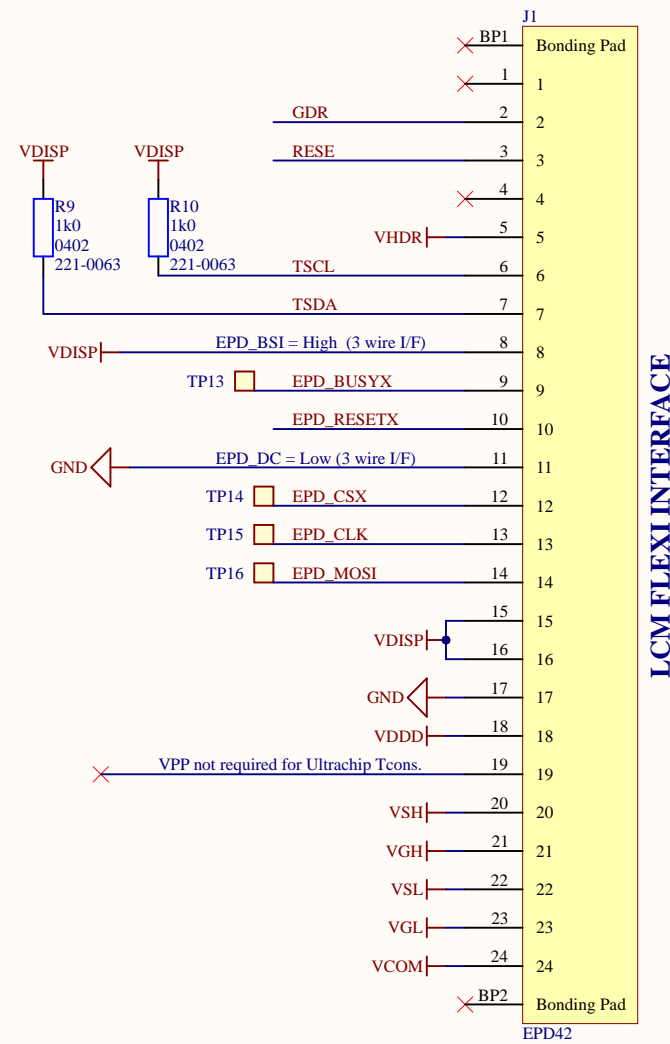 J1
BP1 Bonding Pad
1 1
GDR 2 2
VDISP VDISP RESE 3 3
4 4
R9 R10
1k0 1k0
0402 0402
221-0063 221-0063
VHDR 5 5
TSCL 6 6
TSDA 7 7
VDISP EPD_BSI = High (3 wire I/F) 8 8
TP13 EPD_BUSYX 9 9
EPD_RESETX 10 10
GND EPD_DC = Low (3 wire I/F) 11 11
TP14 EPD_CSX 12 12
TP15 EPD_CLK 13 13
TP16 EPD_MOSI 14 14
15 15
VDISP
16 16
GND 17 17
VDDD 18 18
VPP not required for Ultrachip Tcons. 19 19
VSH 20 20
VGH 21 21
VSL 22 22
VGL 23 23
VCOM 24 24
BP2 Bonding Pad
EPD42
LCM FLEXI INTERFACE